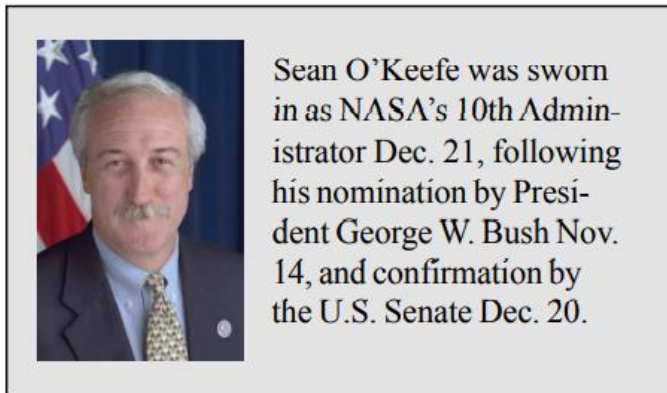 Sean O’Keefe was sworn
in as NASA’s 10th Admin-
istrator Dec. 21, following
his nomination by Presi-
dent George W. Bush Nov.
14, and confirmation by
the U.S. Senate Dec. 20.